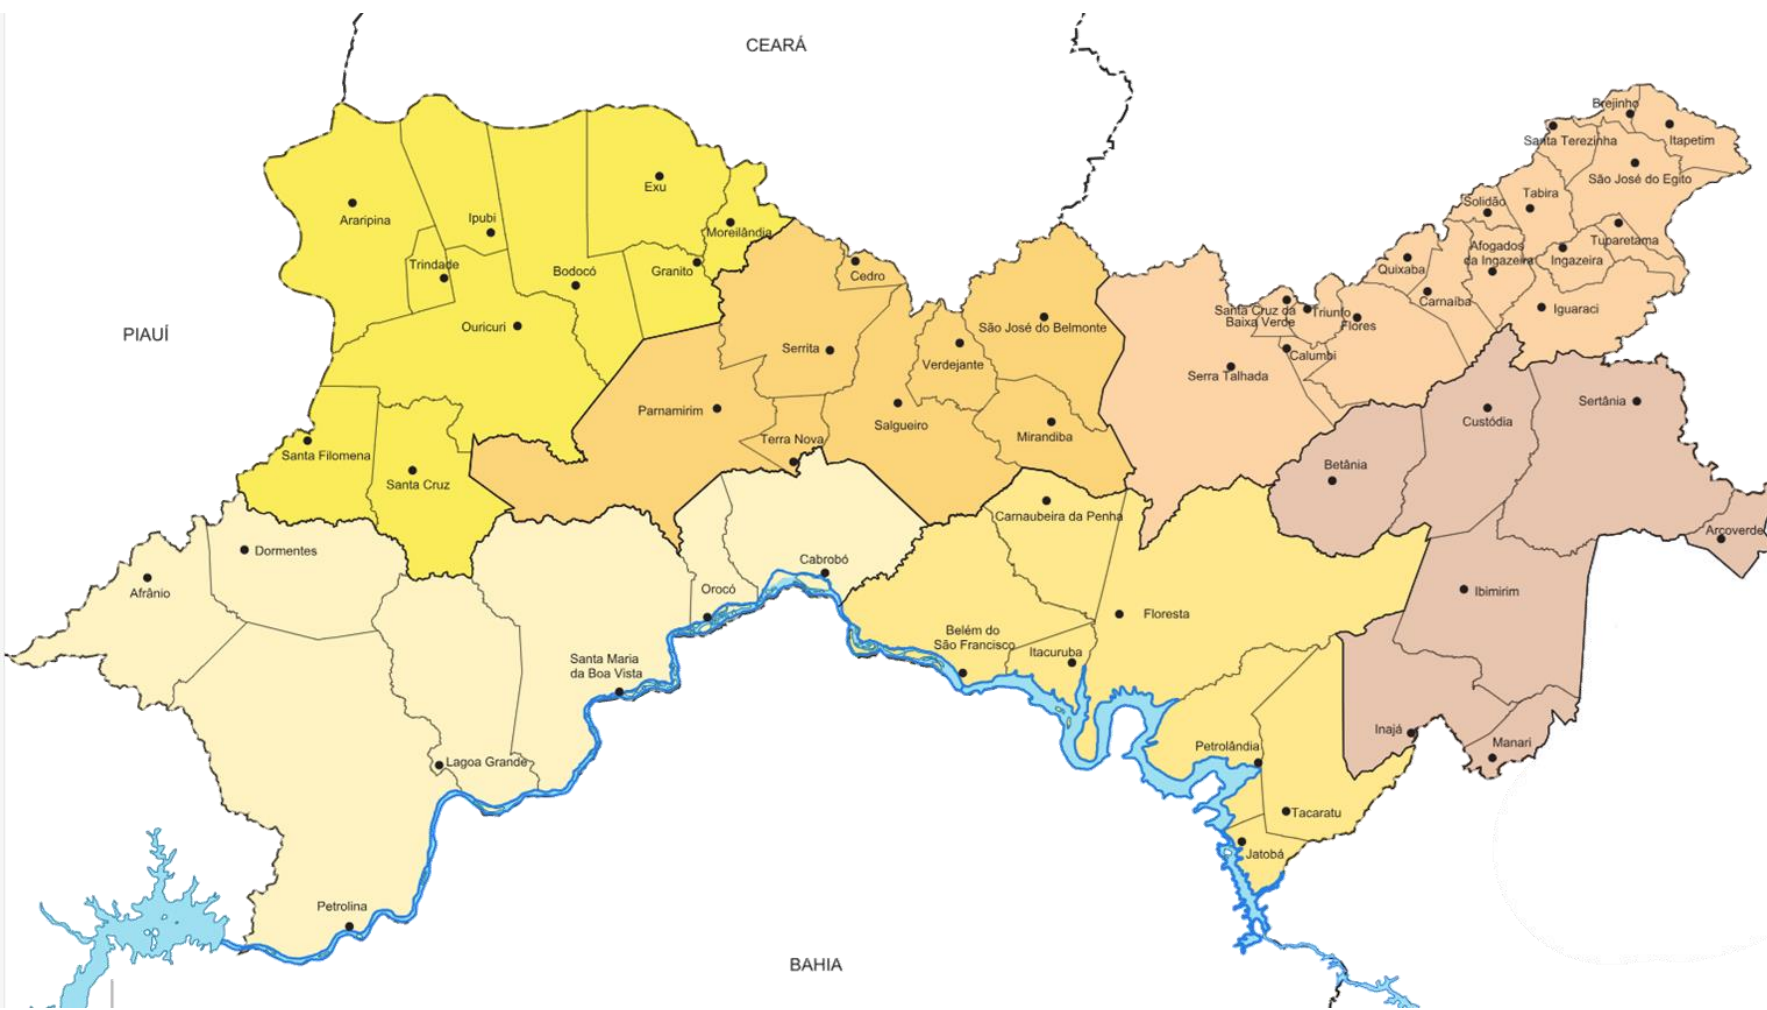 CEARÁ
Brejinho
Santa Terezinha
Itapetim
São José do Egito
Exu
Tabira
Solidão
Araripina
Ipubi
Moreilândia
Tuparetama
Afogados
da Ingazeira
Ingazeira
Trindade
Bodocó
Granito
Cedro
Quixaba
Carnaíba
Iguaraci
PIAUÍ
Ouricuri
São José do Belmonte
Santa Cruz da
Baixa Verde
Triunfo
Flores
Serrita
Verdejante
Calumbi
Serra Talhada
Parnamirim
Salgueiro
Mirandiba
Custódia
Sertânia
Terra Nova
Santa Filomena
Santa Cruz
Betânia
Carnaubeira da Penha
Arcoverde
Dormentes
Afrânio
Cabrobó
Orocó
Ibimirim
Floresta
Belém do
São Francisco
Itacuruba
Santa Maria
da Boa Vista
Inajá
Manari
Petrolândia
Lagoa Grande
Tacaratu
Jatobá
Petrolina
BAHIA